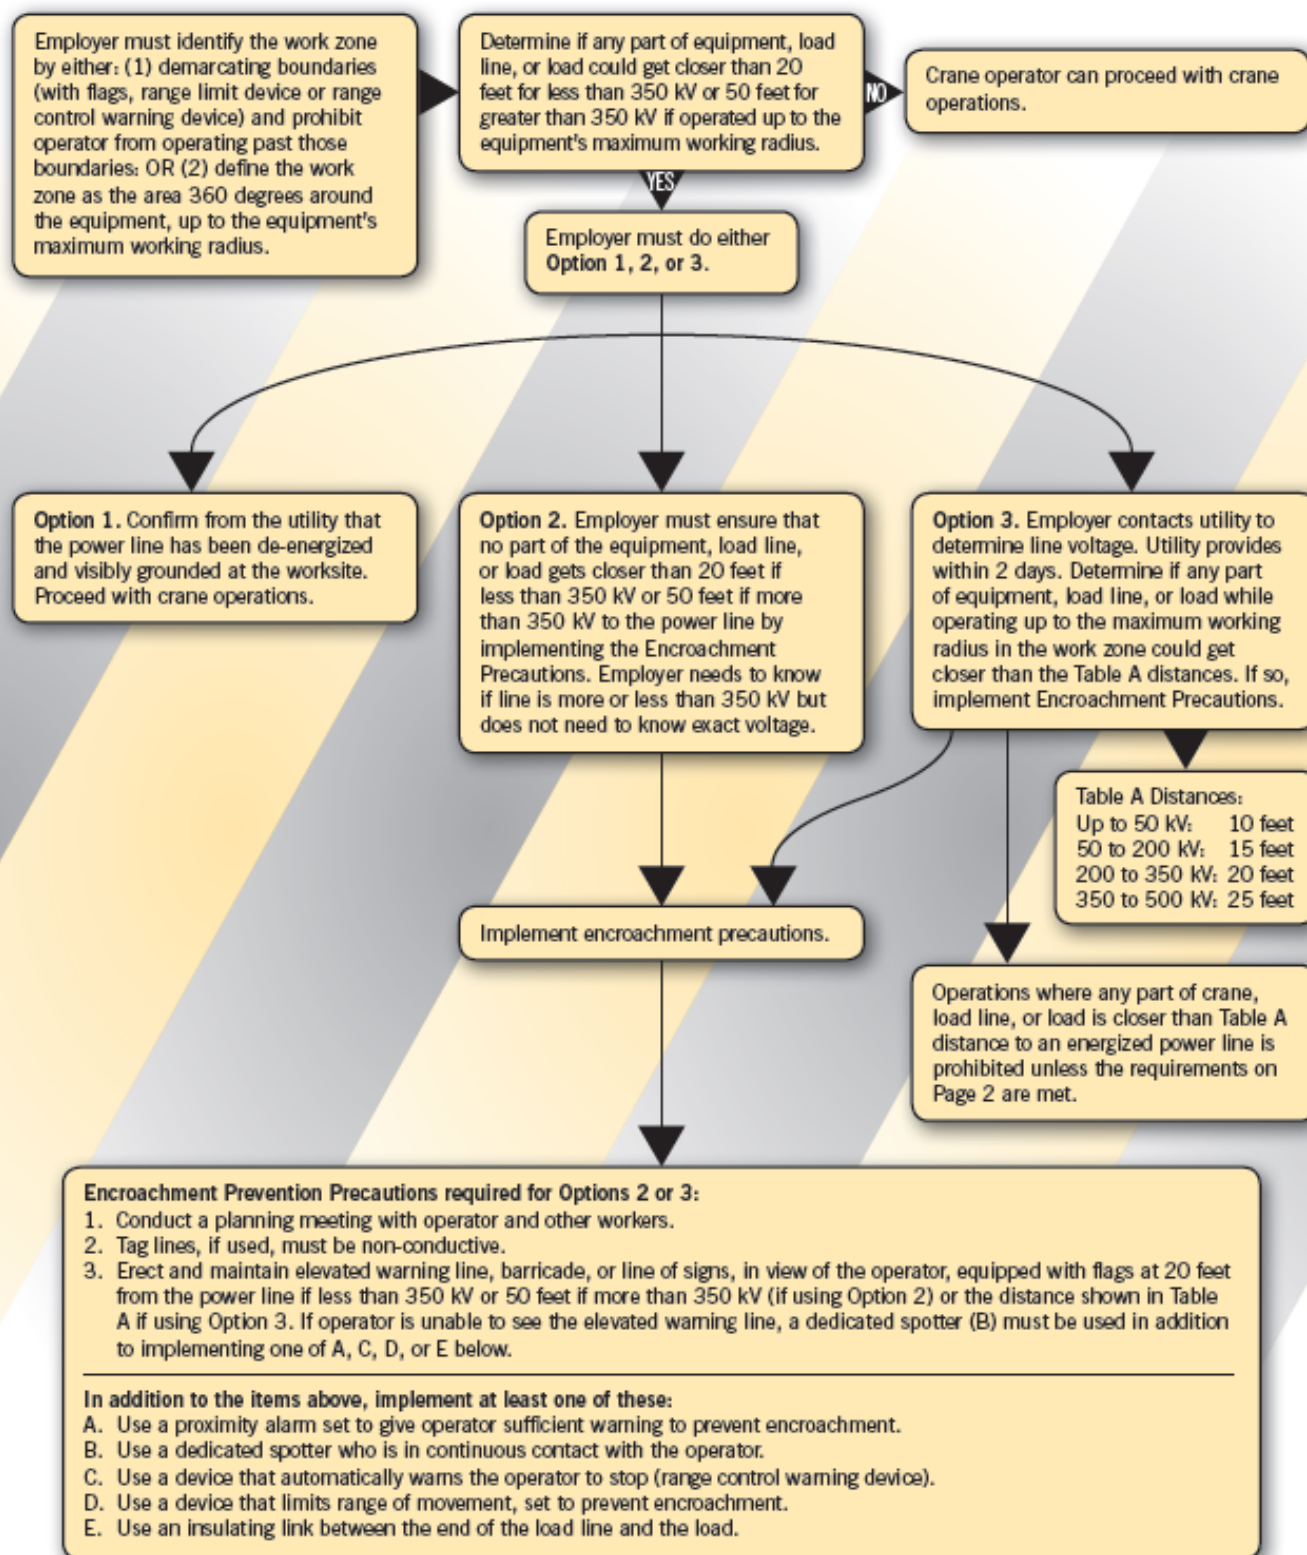 Employer must identify the work zone
by either: (1) demarcating boundaries
(with flags, range limit device or range
control warning device) and prohibit
operator from operating past those
boundaries: OR (2) define the work
zone as the area 360 degrees around
the equipment, up to the equipment's
maximum working radius.
Determine if any part of equipment, load
line, or load could get closer than 20
feet for less than 350 kV or 50 feet for
greater than 350 kV if operated up to the
equipment's maximum working radius.
NO
Crane operator can proceed with crane
operations.
YES
Employer must do either
Option 1, 2, or 3.
Option 1. Confirm from the utility that
the power line has been de-energized
and visibly grounded at the worksite.
Proceed with crane operations.
Option 2. Employer must ensure that
no part of the equipment, load line,
or load gets closer than 20 feet if
less than 350 kV or 50 feet if more
than 350 kV to the power line by
implementing the Encroachment
Precautions. Employer needs to know
if line is more or less than 350 kV but
does not need to know exact voltage.
Option 3. Employer contacts utility to
determine line voltage. Utility provides
within 2 days. Determine if any part
of equipment, load line, or load while
operating up to the maximum working
radius in the work zone could get
closer than the Table A distances. If so,
implement Encroachment Precautions.
Table A Distances:
Up to 50 kV: 10 feet
50 to 200 kV: 15 feet
200 to 350 kV: 20 feet
350 to 500 kV: 25 feet
Implement encroachment precautions.
Operations where any part of crane,
load line, or load is closer than Table A
distance to an energized power line is
prohibited unless the requirements on
Page 2 are met.
Encroachment Prevention Precautions required for Options 2 or 3:
1. Conduct a planning meeting with operator and other workers.
2. Tag lines, if used, must be non-conductive.
3. Erect and maintain elevated warning line, barricade, or line of signs, in view of the operator, equipped with flags at 20 feet
from the power line if less than 350 kV or 50 feet if more than 350 kV (if using Option 2) or the distance shown in Table
A if using Option 3. If operator is unable to see the elevated warning line, a dedicated spotter (B) must be used in addition
to implementing one of A, C, D, or E below.
In addition to the items above, implement at least one of these:
A. Use a proximity alarm set to give operator sufficient warning to prevent encroachment.
B. Use a dedicated spotter who is in continuous contact with the operator.
C. Use a device that automatically warns the operator to stop (range control warning device).
D. Use a device that limits range of movement, set to prevent encroachment.
E. Use an insulating link between the end of the load line and the load.